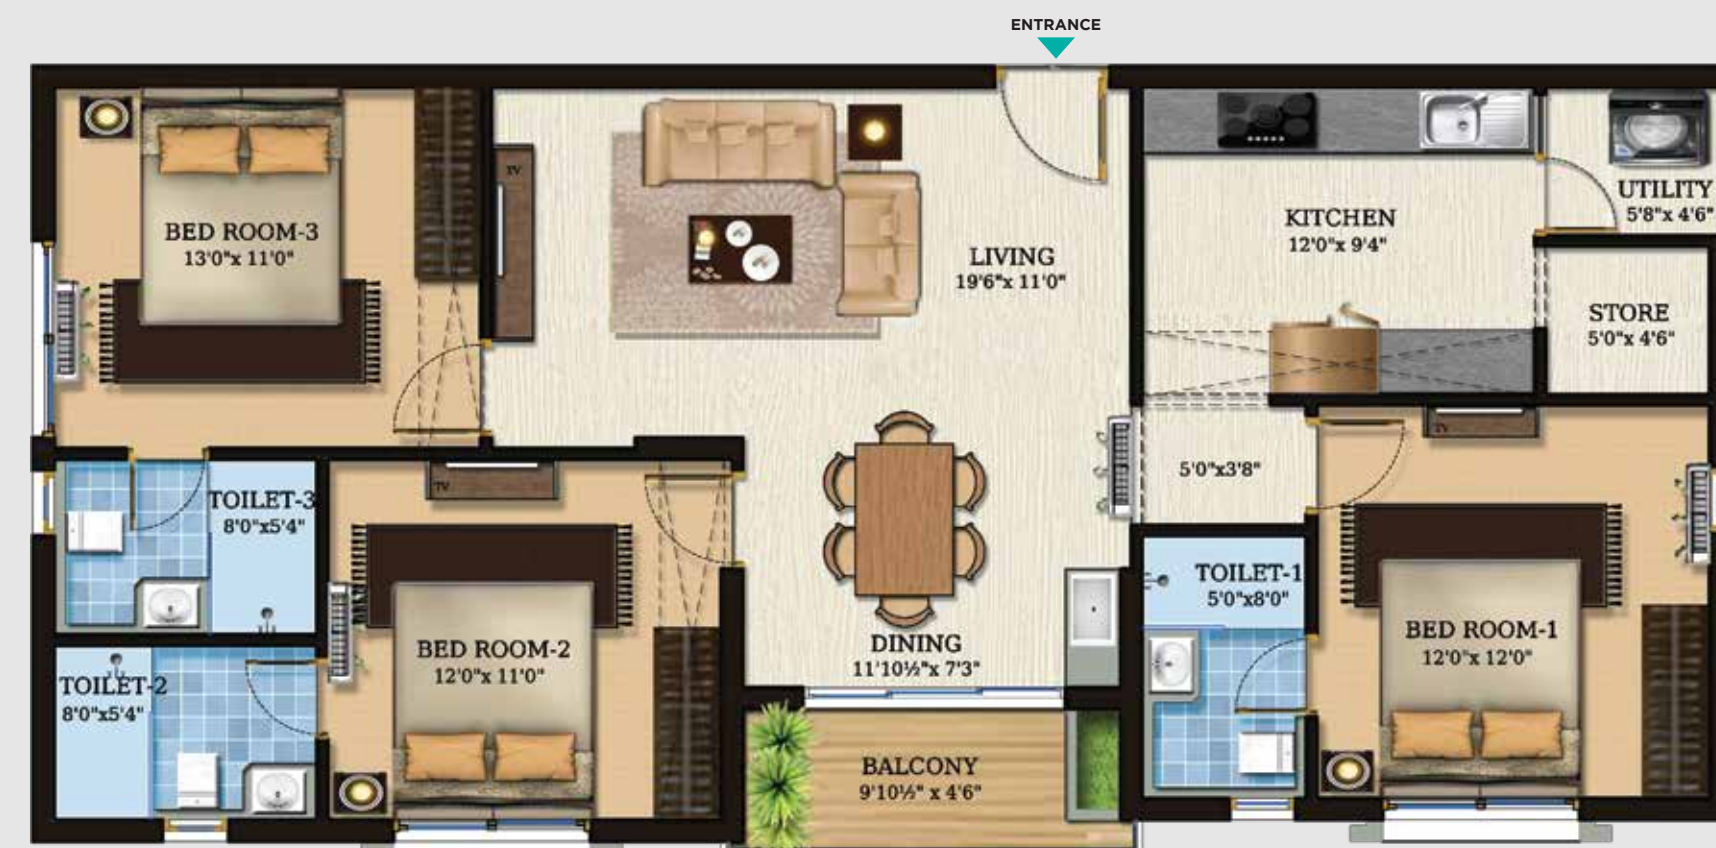 ENTRANCE
BED ROOM-3
13'0"x 11'0"
TV
LIVING
19'6"x 11'0"
KITCHEN
12'0"x 9'4"
UTILITY
5'8"x 4'6"
STORE
5'0"x 4'6"
5'0"x3'8"
TV
TOILET-3
8'0"x5'4"
TV
TOILET-2
8'0"x5'4"
BED ROOM-2
12'0"x 11'0"
DINING
11'10½"x 7'3"
BALCONY
9'10½" x 4'6"
TOILET-1
5'0"x8'0"
BED ROOM-1
12'0"x 12'0"